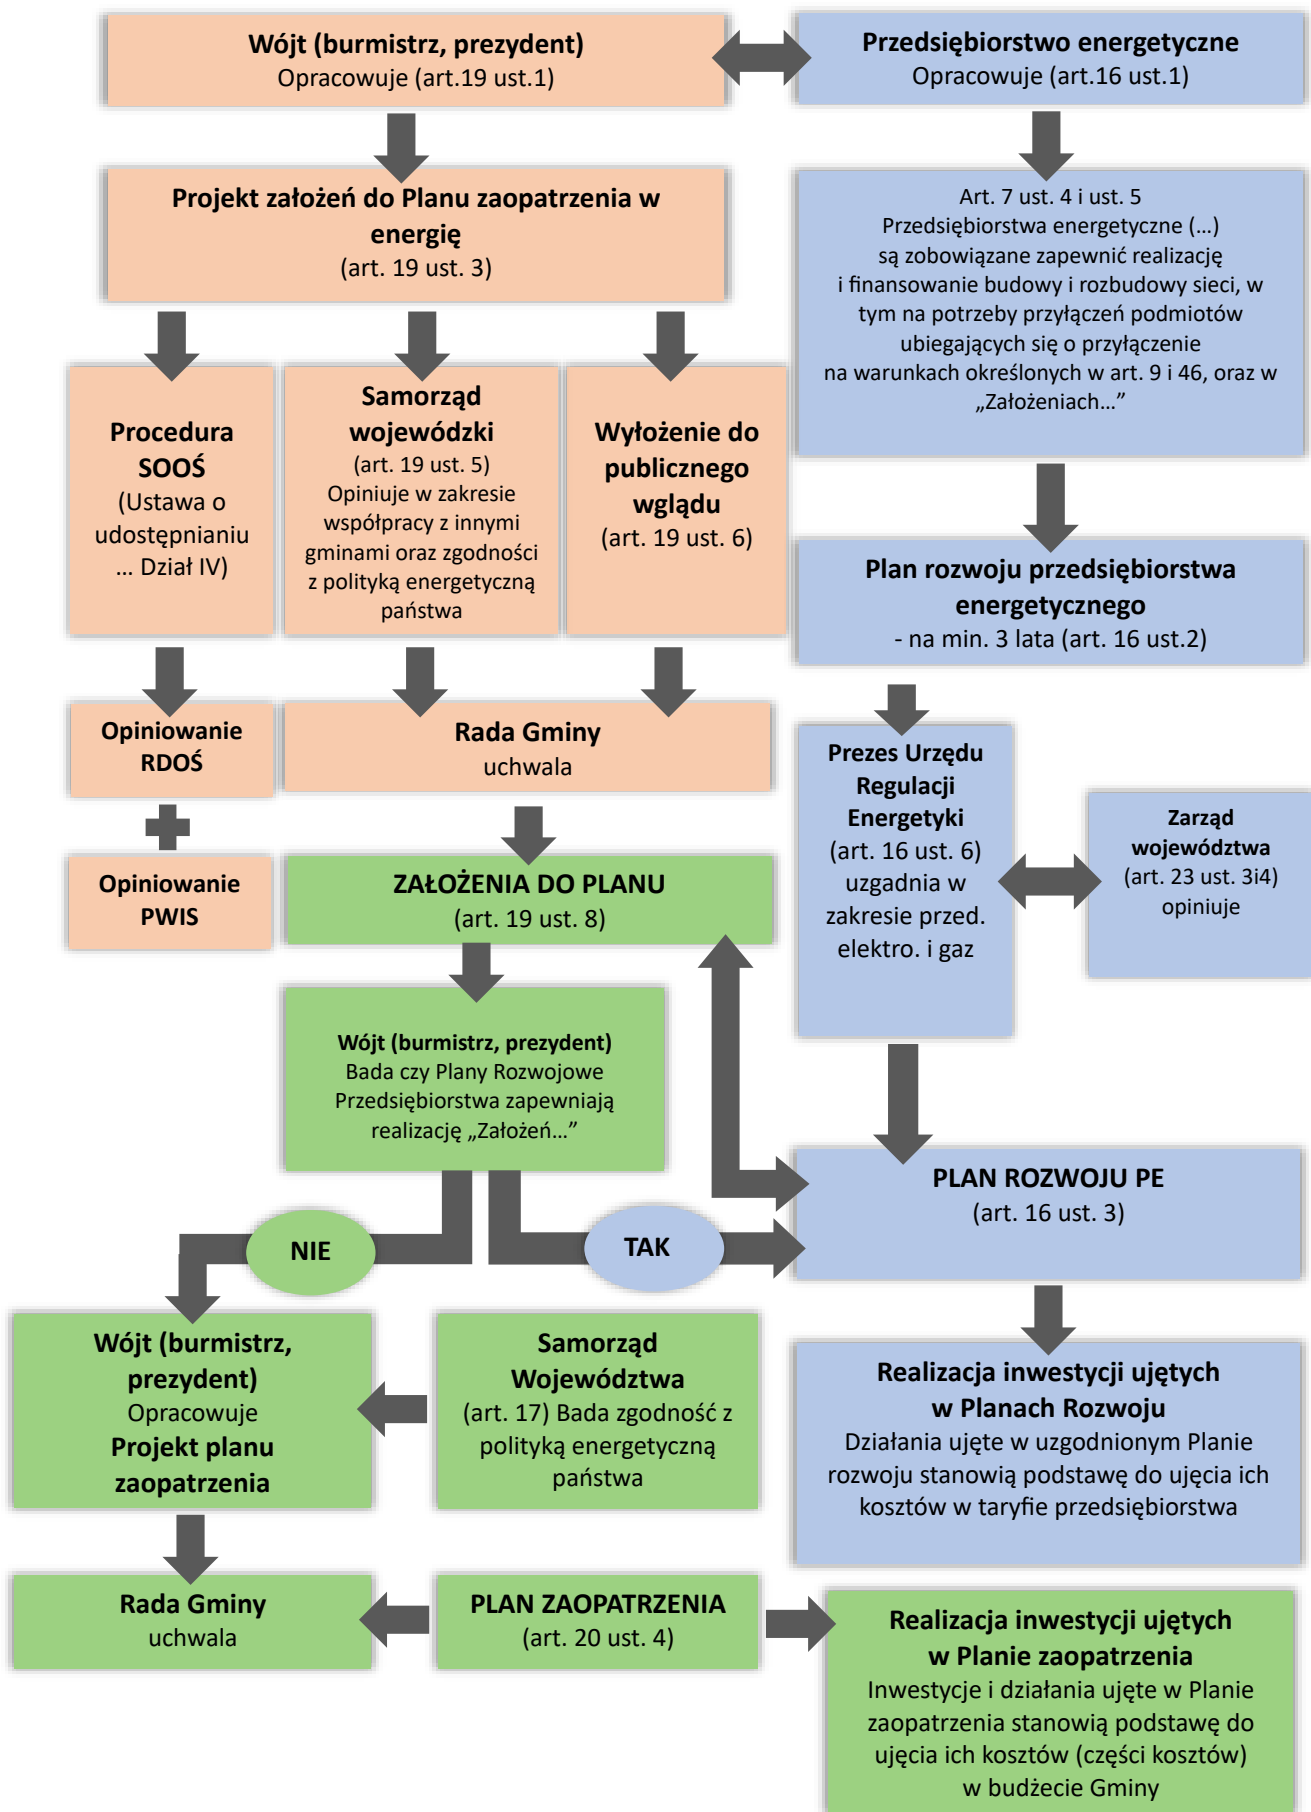 Wójt (burmistrz, prezydent)
Opracowuje (art.19 ust.1)
Przedsiębiorstwo energetyczne
Opracowuje (art.16 ust.1)
Projekt założeń do Planu zaopatrzenia w
energię
(art. 19 ust. 3)
Art. 7 ust. 4 i ust. 5
Przedsiębiorstwa energetyczne (...)
są zobowiązane zapewnić realizację
i finansowanie budowy i rozbudowy sieci, w
tym na potrzeby przyłączeń podmiotów
ubiegających się o przyłączenie
na warunkach określonych w art. 9 i 46, oraz w
„Założeniach...”
Procedura
SOOŚ
(Ustawa o
udostępnianiu
... Dział IV)
Samorząd
wojewódzki
(art. 19 ust. 5)
Opiniuje w zakresie
współpracy z innymi
gminami oraz zgodności
z polityką energetyczną
państwa
Wyłożenie do
publicznego
wglądu
(art. 19 ust. 6)
Plan rozwoju przedsiębiorstwa
energetycznego
- na min. 3 lata (art. 16 ust.2)
Opiniowanie
RDOŚ
Rada Gminy
uchwala
Prezes Urzędu
Regulacji
Energetyki
(art. 16 ust. 6)
uzgadnia w
zakresie przed.
elektro. i gaz
Zarząd
województwa
(art. 23 ust. 3i4)
opiniuje
Opiniowanie
PWIS
ZAŁOŻENIA DO PLANU
(art. 19 ust. 8)
Wójt (burmistrz, prezydent)
Bada czy Plany Rozwojowe
Przedsiębiorstwa zapewniają
realizację „Założeń...”
PLAN ROZWOJU PE
(art. 16 ust. 3)
NIE
TAK
Wójt (burmistrz,
prezydent)
Opracowuje
Projekt planu
zaopatrzenia
Samorząd
Województwa
(art. 17) Bada zgodność z
polityką energetyczną
państwa
Realizacja inwestycji ujętych
w Planach Rozwoju
Działania ujęte w uzgodnionym Planie
rozwoju stanowią podstawę do ujęcia ich
kosztów w taryfie przedsiębiorstwa
Rada Gminy
uchwala
PLAN ZAOPATRZENIA
(art. 20 ust. 4)
Realizacja inwestycji ujętych
w Planie zaopatrzenia
Inwestycje i działania ujęte w Planie
zaopatrzenia stanowią podstawę do
ujęcia ich kosztów (części kosztów)
w budżecie Gminy